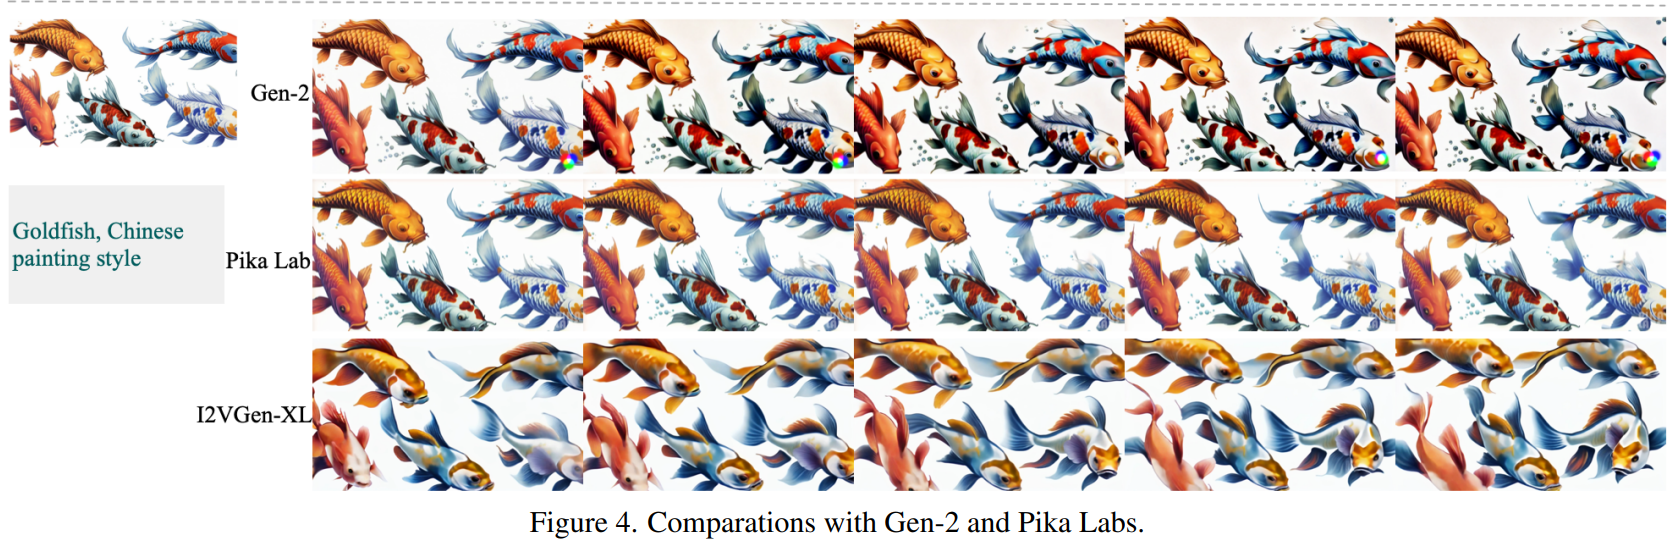 Gen-2
Goldfish, Chinese
painting style
Pika Lab
I2VGen-XL
Figure 4. Comparations with Gen-2 and Pika Labs.